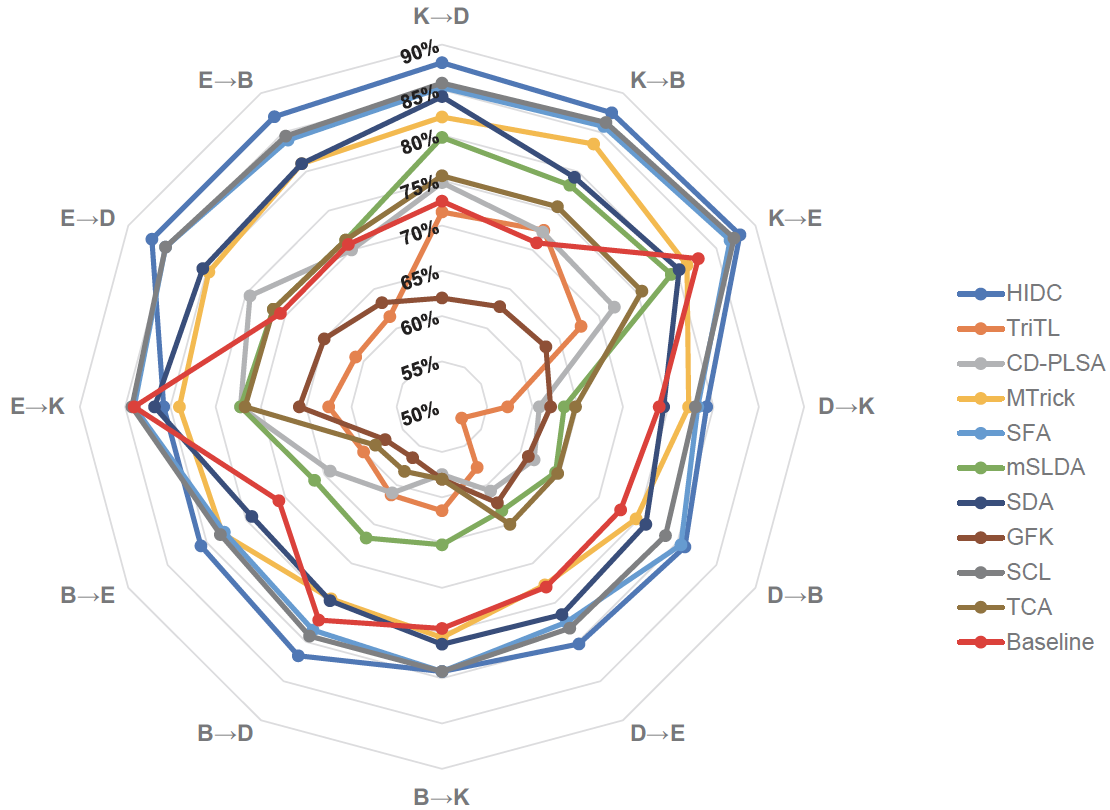 K→D
K→B
K→E
D→K
D→B
D→E
B→K
B→D
B→E
E→K
E→D
E→B
90%
85%
80%
75%
70%
65%
60%
55%
50%
HIDC
TriTL
CD-PLSA
MTrick
SFA
mSLDA
SDA
GFK
SCL
TCA
Baseline